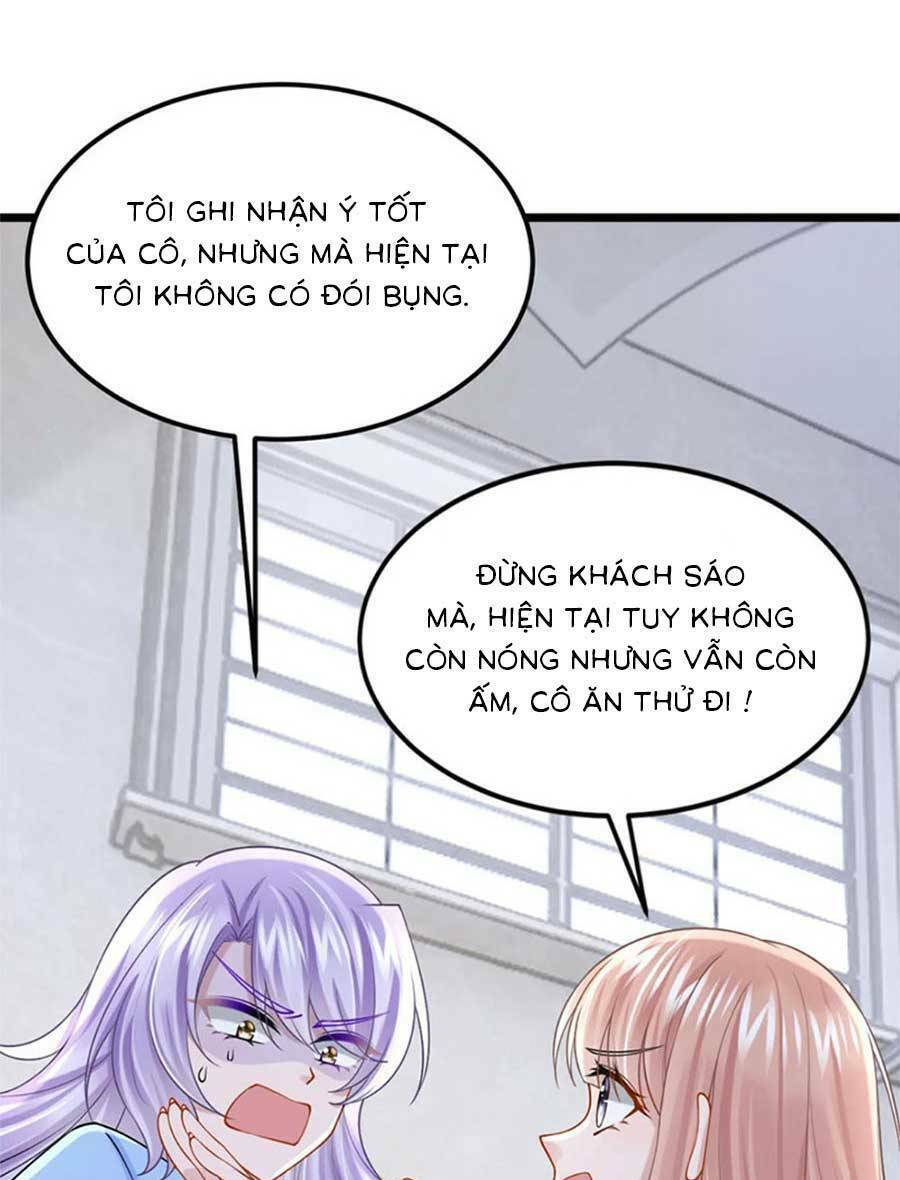 TÔI GHI NHẬN Ý TỐT
CỦA CÔ, NHƯNG MÀ HIỆN TẠI
TÔI KHÔNG CÓ ĐÓI BỤNG.
ĐỪNG KHÁCH SÁO
MÀ, HIỆN TẠI TUY KHÔNG
CÒN NÓNG NHƯNG VẪN CÒN
ẤM, CÔ ĂN THỬ ĐI !